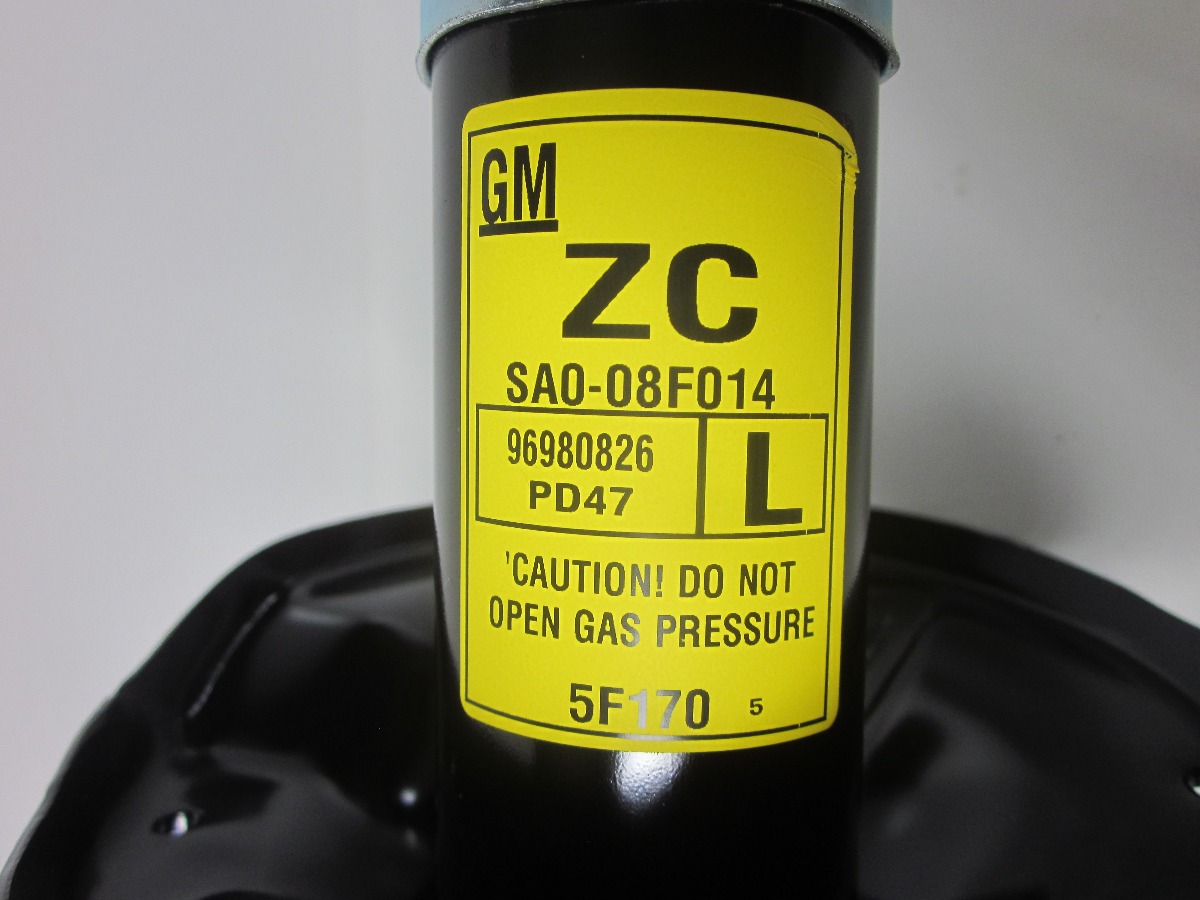 GM
ZC
SA0-08F014
96980826
PD47
L
'CAUTION! DO NOT
OPEN GAS PRESSURE
5F170 5